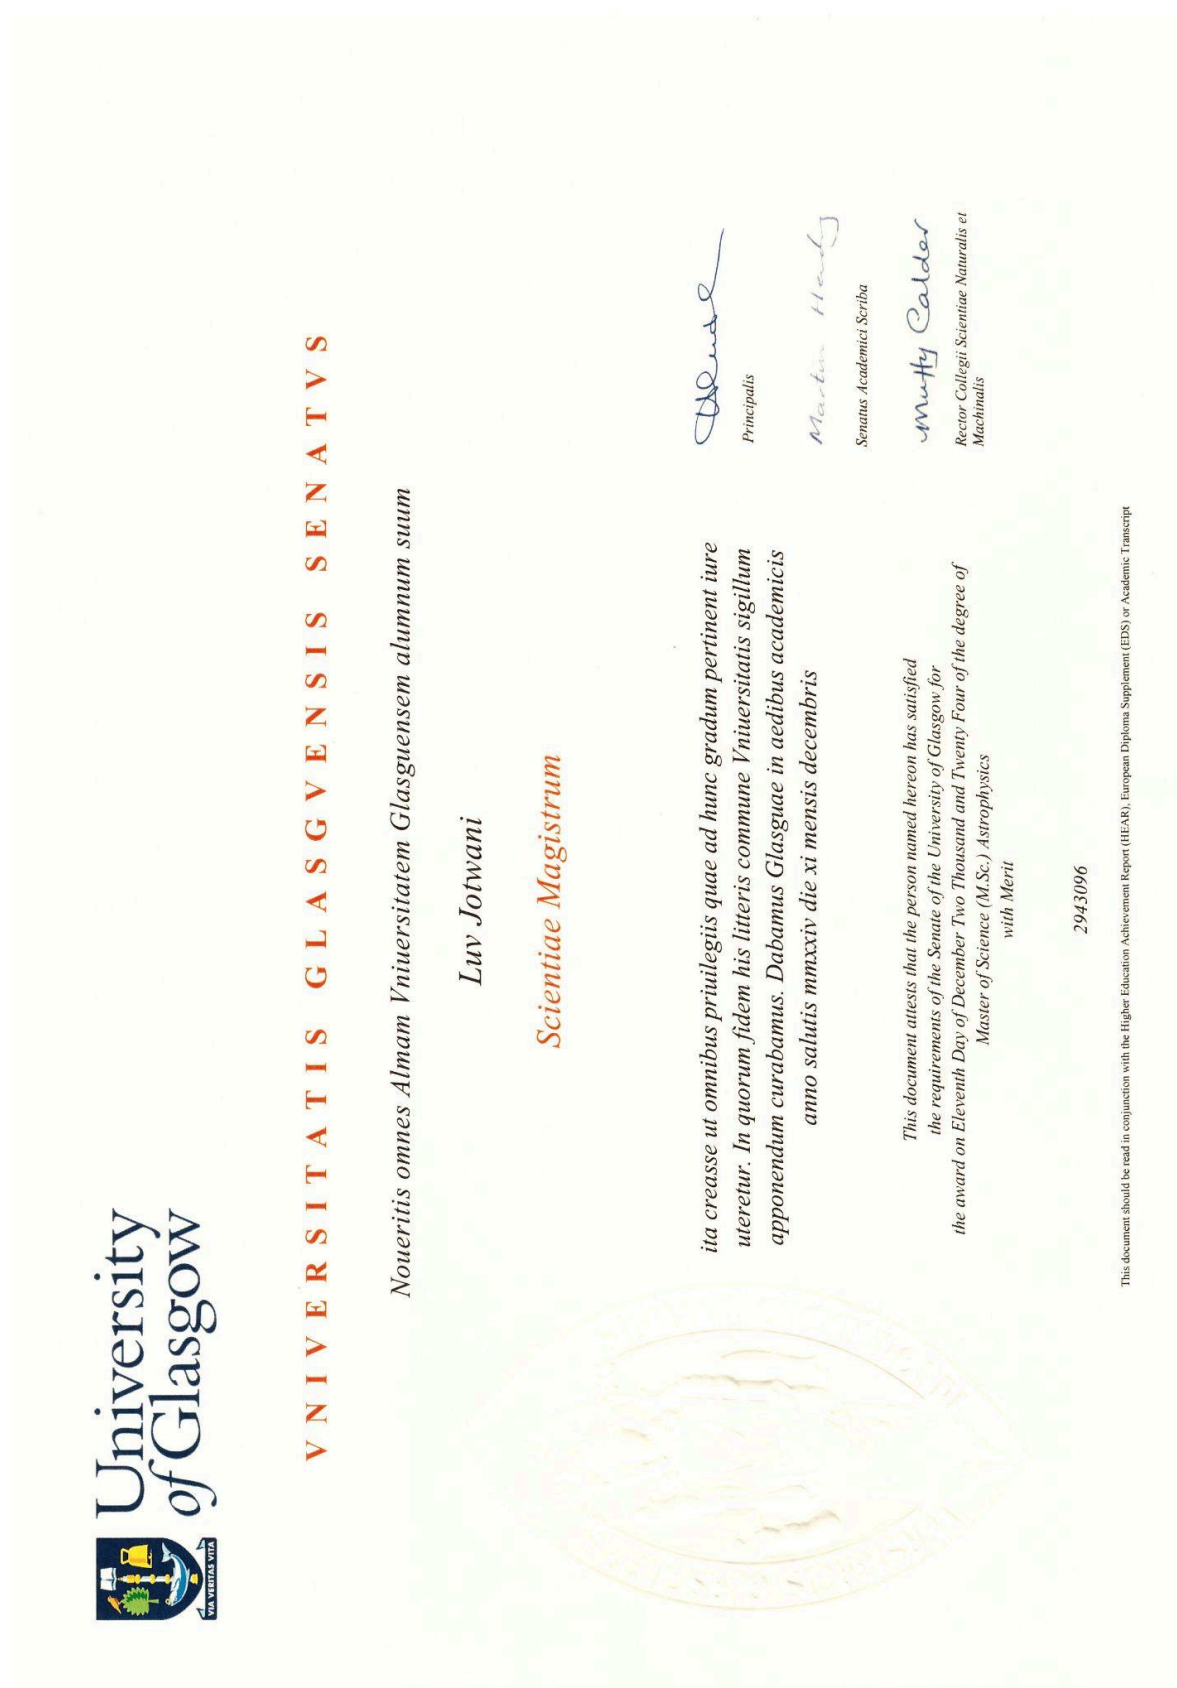 University
of Glasgow
VIA VERITAS VITA
VNIVERSITATIS GLASGVENSIS SENATVS
Noueritis omnes Almam Vniuersitatem Glasguensem alumnum suum
Luv Jotwani
Scientiae Magistrum
ita creasse ut omnibus priuilegiis quae ad hunc gradum pertinent iure
uteretur. In quorum fidem his litteris commune Vniuersitatis sigillum
apponendum curabamus. Dabamus Glasguae in aedibus academicis
anno salutis mmxxiv die xi mensis decembris
Principalis
Martin Hendry
Senatus Academici Scriba
Muffy Calder
Rector Collegii Scientiae Naturalis et
Machinalis
This document attests that the person named hereon has satisfied
the requirements of the Senate of the University of Glasgow for
the award on Eleventh Day of December Two Thousand and Twenty Four of the degree of
Master of Science (M.Sc.) Astrophysics
with Merit
2943096
This document should be read in conjunction with the Higher Education Achievement Report (HEAR), European Diploma Supplement (EDS) or Academic Transcript